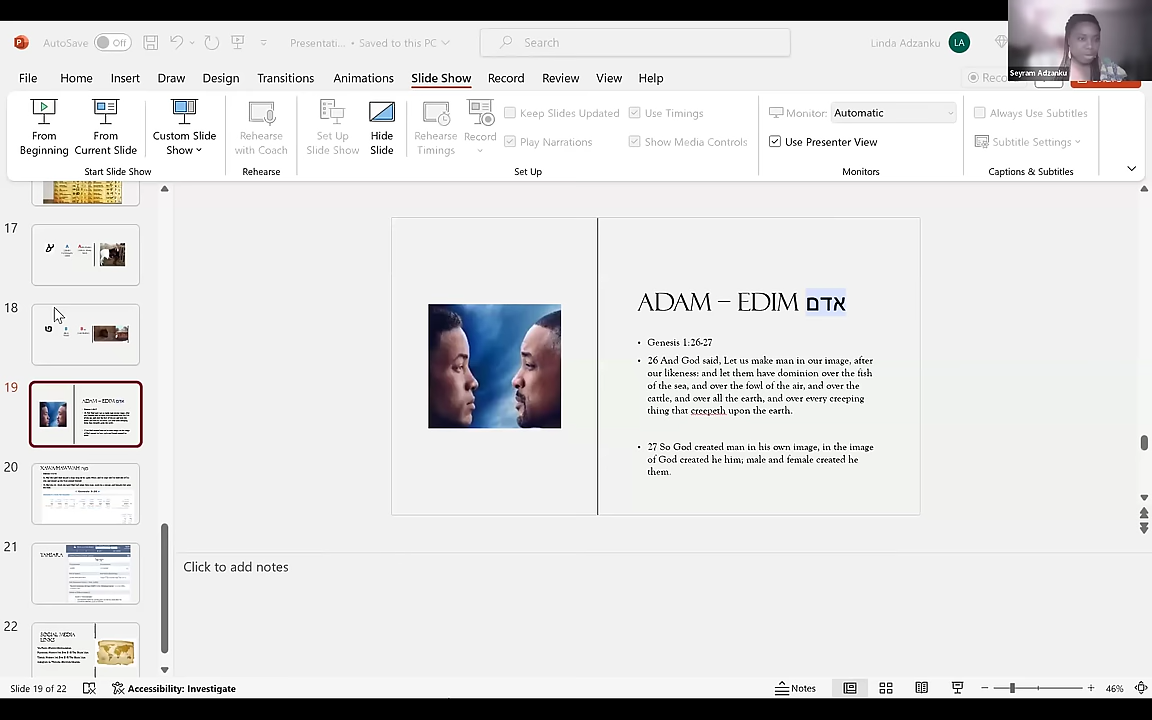 AutoSave Off Presentati... • Saved to this PC Search Linda Adzanku LA
Seyram Adzanku
File Home Insert Draw Design Transitions Animations Slide Show Record Review View Help
From Beginning
From Current Slide
Custom Slide Show
Rehearse with Coach
Set Up Slide Show
Hide Slide
Rehearse Timings
Record
Keep Slides Updated
Play Narrations
Use Timings
Show Media Controls
Monitor: Automatic
Use Presenter View
Always Use Subtitles
Subtitle Settings
Start Slide Show Rehearse Set Up Monitors Captions & Subtitles
17
18
19
ADAM – EDIM אדם
20
21
22
SOCIAL MEDIA
LINKS
ADAM – EDIM אדם
• Genesis 1:26-27
• 26 And God said, Let us make man in our image, after
our likeness: and let them have dominion over the fish
of the sea, and over the fowl of the air, and over the
cattle, and over all the earth, and over every creeping
thing that creepeth upon the earth.
• 27 So God created man in his own image, in the image
of God created he him; male and female created he
them.
Click to add notes
Slide 19 of 22 Accessibility: Investigate Notes 46%